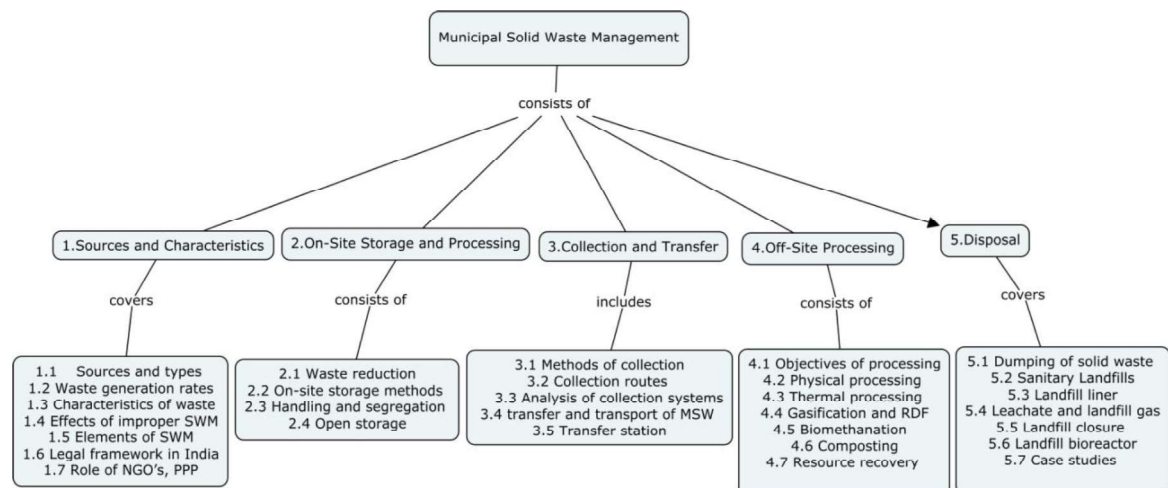 Municipal Solid Waste Management
consists of
1.Sources and Characteristics
2.On-Site Storage and Processing
3.Collection and Transfer
4.Off-Site Processing
5.Disposal
covers
consists of
includes
consists of
covers
1.1 Sources and types
1.2 Waste generation rates
1.3 Characteristics of waste
1.4 Effects of improper SWM
1.5 Elements of SWM
1.6 Legal framework in India
1.7 Role of NGO's, PPP
2.1 Waste reduction
2.2 On-site storage methods
2.3 Handling and segregation
2.4 Open storage
3.1 Methods of collection
3.2 Collection routes
3.3 Analysis of collection systems
3.4 transfer and transport of MSW
3.5 Transfer station
4.1 Objectives of processing
4.2 Physical processing
4.3 Thermal processing
4.4 Gasification and RDF
4.5 Biomethanation
4.6 Composting
4.7 Resource recovery
5.1 Dumping of solid waste
5.2 Sanitary Landfills
5.3 Landfill liner
5.4 Leachate and landfill gas
5.5 Landfill closure
5.6 Landfill bioreactor
5.7 Case studies